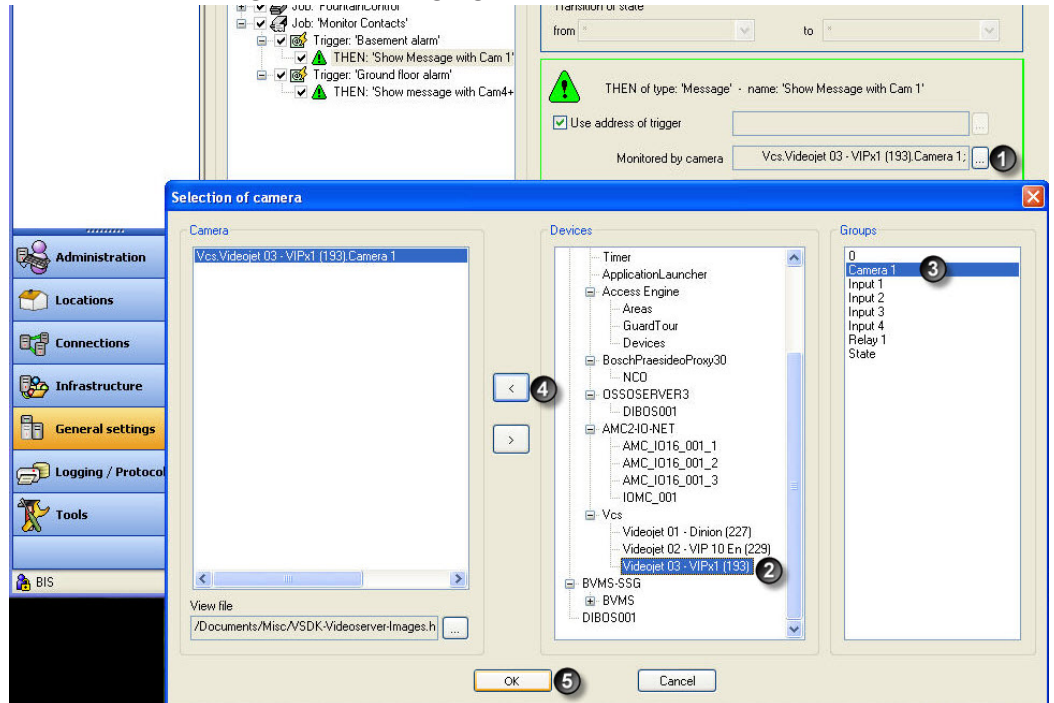 Job: 'FountainControl'
Job: 'Monitor Contacts'
Trigger: 'Basement alarm'
THEN: 'Show Message with Cam 1'
Trigger: 'Ground floor alarm'
THEN: 'Show message with Cam4+
Transition of state
from *
to *
THEN of type: 'Message' - name: 'Show Message with Cam 1'
Use address of trigger
...
Monitored by camera
Vcs.Videojet 03 - VIPx1 (193).Camera 1;
...
1
Selection of camera
Administration
Locations
Connections
Infrastructure
General settings
Logging / Protocol
Tools
BIS
Camera
Vcs.Videojet 03 - VIPx1 (193).Camera 1
View file
/Documents/Misc/VSDK-Videoserver-Images.h
...
<
4
>
Devices
Timer
ApplicationLauncher
Access Engine
Areas
GuardTour
Devices
BoschPraesideoProxy30
NCO
OSSOSERVER3
DIBOS001
AMC2-IO-NET
AMC_IO16_001_1
AMC_IO16_001_2
AMC_IO16_001_3
IOMC_001
Vcs
Videojet 01 - Dinion (227)
Videojet 02 - VIP 10 En (229)
Videojet 03 - VIPx1 (193)
2
BVMS-SSG
BVMS
DIBOS001
Groups
0
Camera 1
3
Input 1
Input 2
Input 3
Input 4
Relay 1
State
OK
5
Cancel